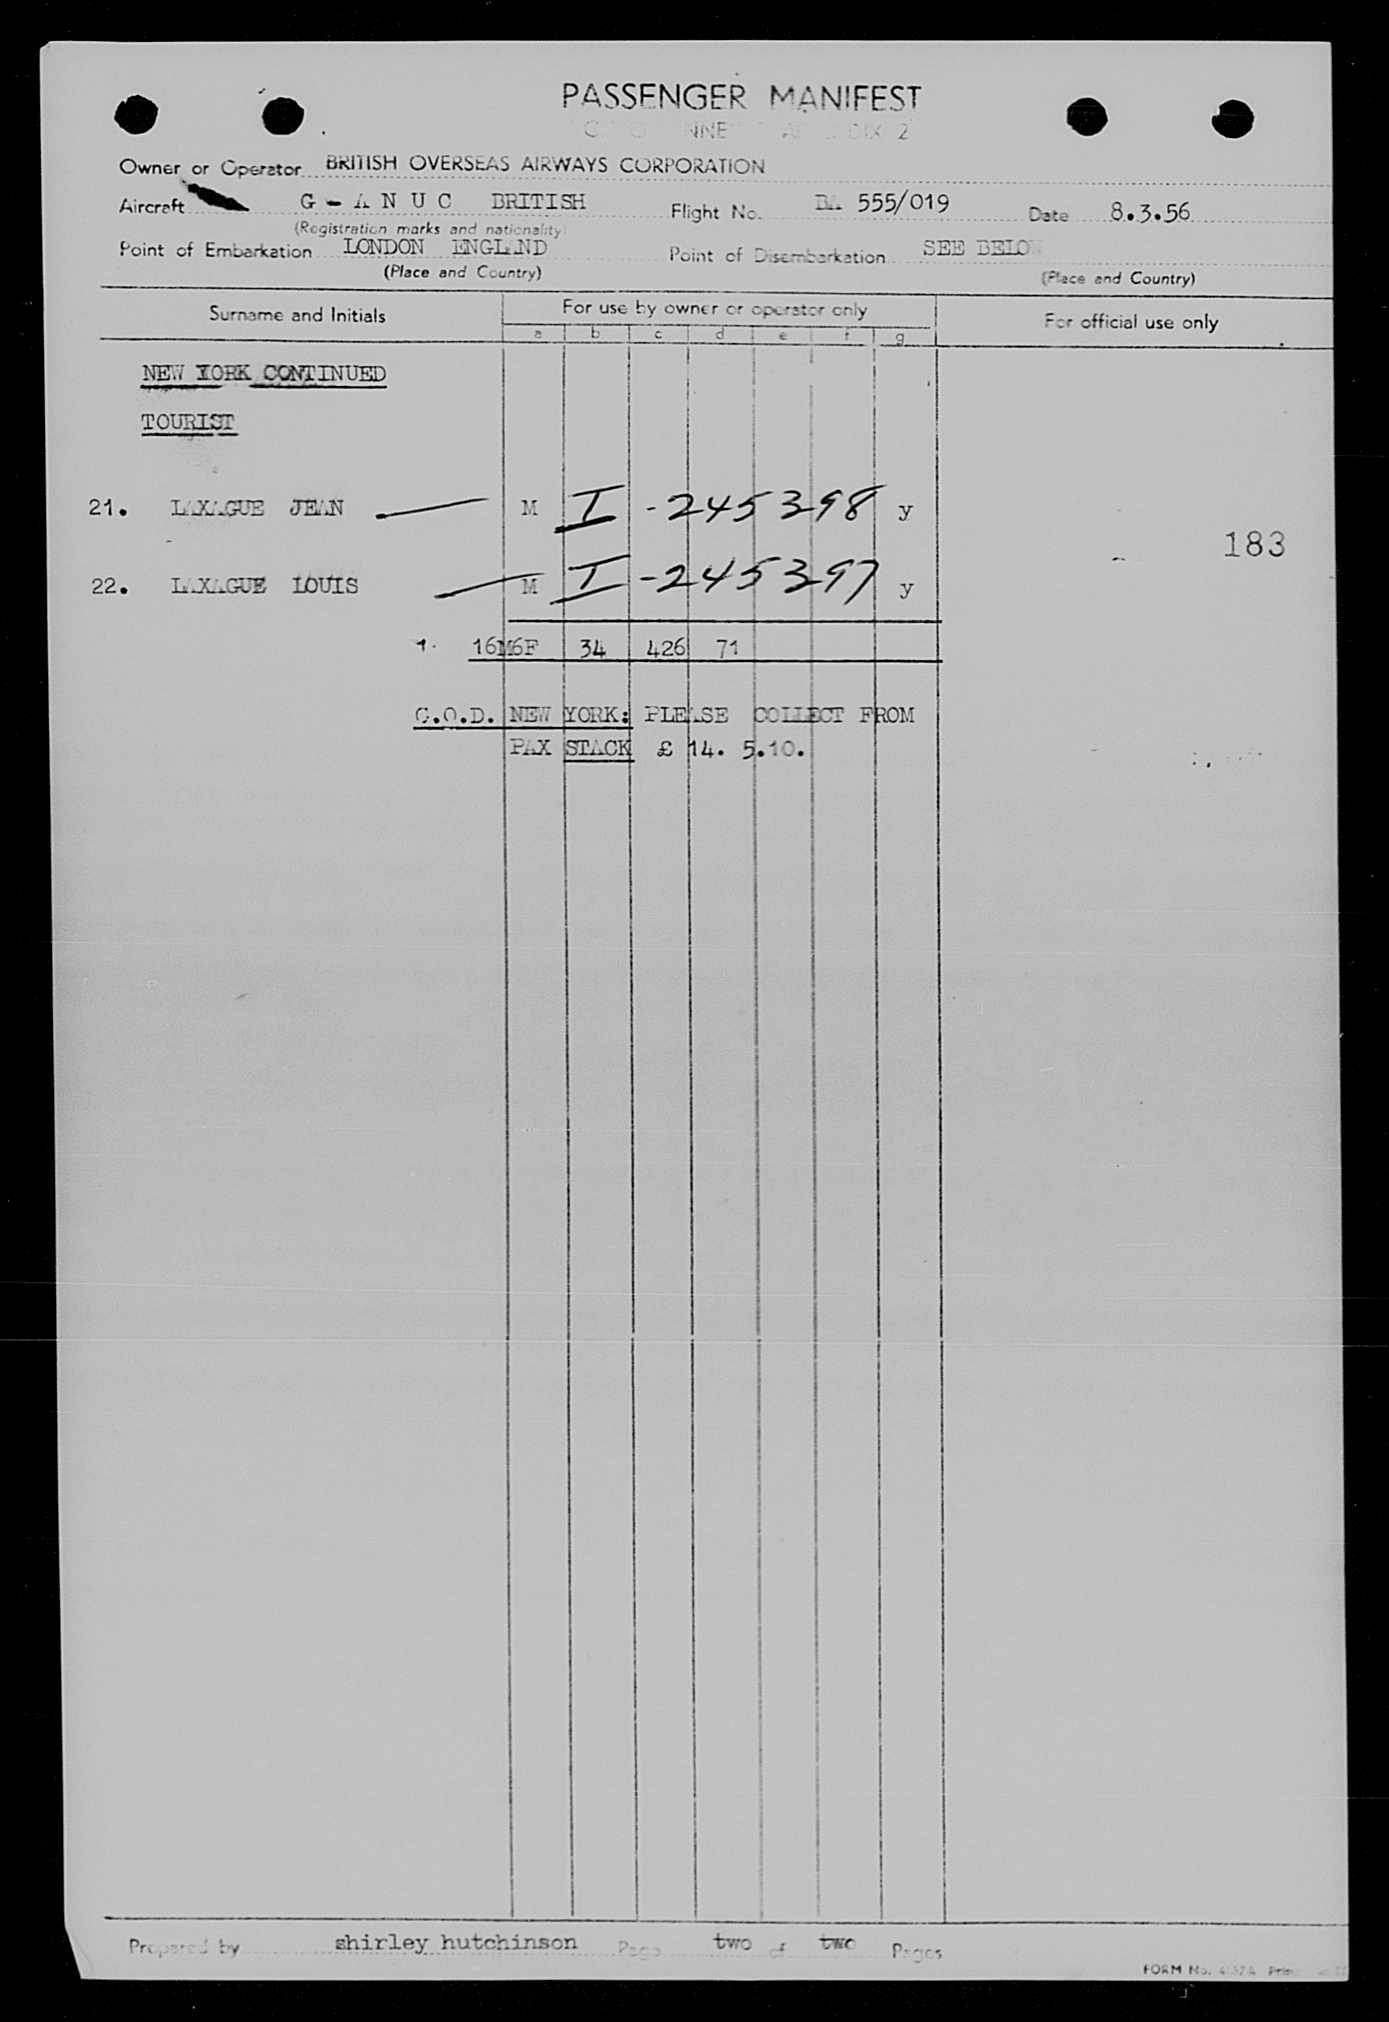 PASSENGER MANIFEST
Owner or Operator BRITISH OVERSEAS AIRWAYS CORPORATION
Aircraft G - A N U C BRITISH Flight No. BA 555/019 Date 8.3.56
(Registration marks and nationality)
Point of Embarkation LONDON ENGLAND Point of Disembarkation SEE BELOW
(Place and Country) (Place and Country)
Surname and Initials For use by owner or operator only For official use only
a b c d e f g
NEW YORK CONTINUED
TOURIST
21. LAXAGUE JEAN M I -245398 y
183
22. LAXAGUE LOUIS M I -245397 y
16M6F 34 426 71
C.O.D. NEW YORK: PLEASE COLLECT FROM
PAX STACK £ 14. 5.10.
Prepared by shirley hutchinson Page two of two Pages
FORM No.